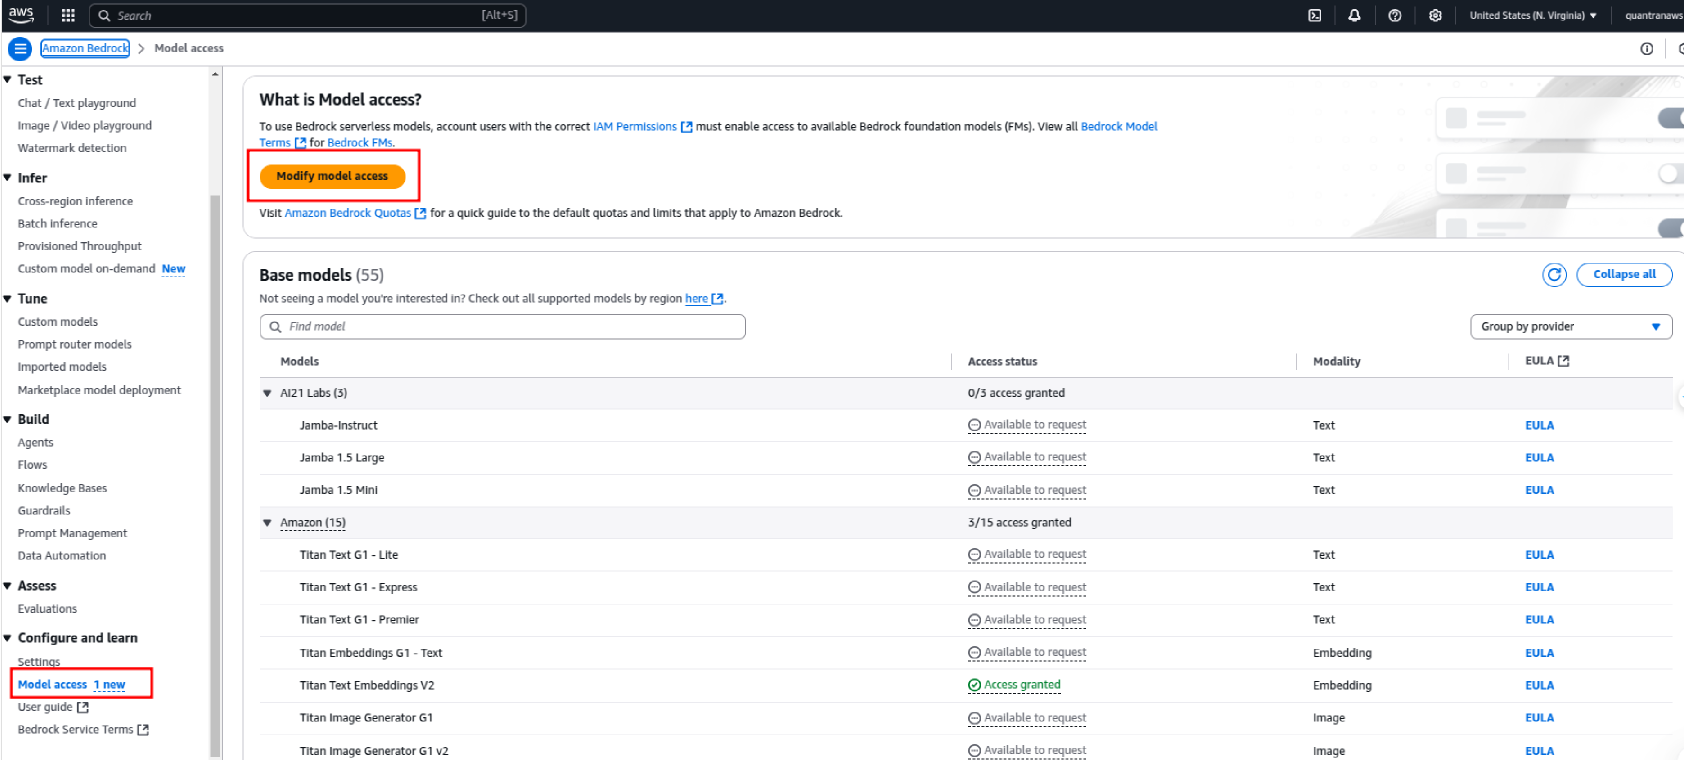 aws
Search [Alt+S]
United States (N. Virginia)
quantranaws
Amazon Bedrock
Model access
Test
Chat / Text playground
Image / Video playground
Watermark detection
Infer
Cross-region inference
Batch inference
Provisioned Throughput
Custom model on-demand New
Tune
Custom models
Prompt router models
Imported models
Marketplace model deployment
Build
Agents
Flows
Knowledge Bases
Guardrails
Prompt Management
Data Automation
Assess
Evaluations
Configure and learn
Settings
Model access 1 new
User guide
Bedrock Service Terms
What is Model access?
To use Bedrock serverless models, account users with the correct IAM Permissions must enable access to available Bedrock foundation models (FMs). View all Bedrock Model
Terms for Bedrock FMs.
Modify model access
Visit Amazon Bedrock Quotas for a quick guide to the default quotas and limits that apply to Amazon Bedrock.
Base models (55)
Collapse all
Not seeing a model you're interested in? Check out all supported models by region here .
Find model
Group by provider
Models Access status Modality EULA
AI21 Labs (3) 0/3 access granted
Jamba-Instruct Available to request Text EULA
Jamba 1.5 Large Available to request Text EULA
Jamba 1.5 Mini Available to request Text EULA
Amazon (15) 3/15 access granted
Titan Text G1 - Lite Available to request Text EULA
Titan Text G1 - Express Available to request Text EULA
Titan Text G1 - Premier Available to request Text EULA
Titan Embeddings G1 - Text Available to request Embedding EULA
Titan Text Embeddings V2 Access granted Embedding EULA
Titan Image Generator G1 Available to request Image EULA
Titan Image Generator G1 v2 Available to request Image EULA